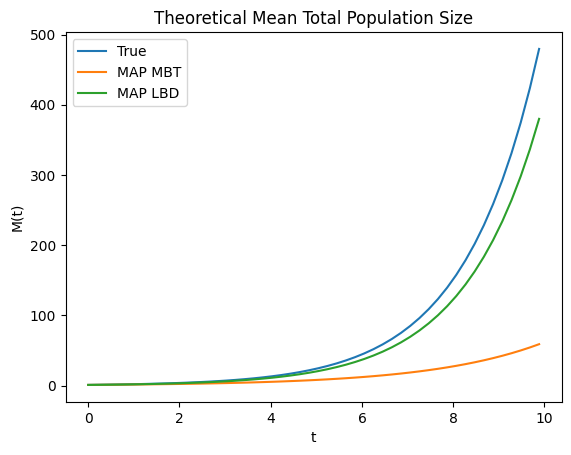 Theoretical Mean Total Population Size
True
MAP MBT
MAP LBD
M(t)
500
400
300
200
100
0
0 2 4 6 8 10
t